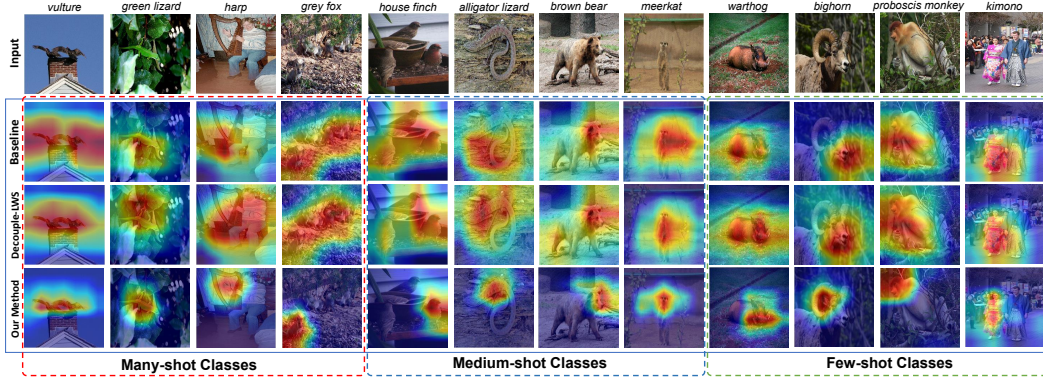 vulture green lizard harp grey fox house finch alligator lizard brown bear meerkat warthog bighorn proboscis monkey kimono
Input
Baseline
Decouple-LWS
Our Method
Many-shot Classes Medium-shot Classes Few-shot Classes